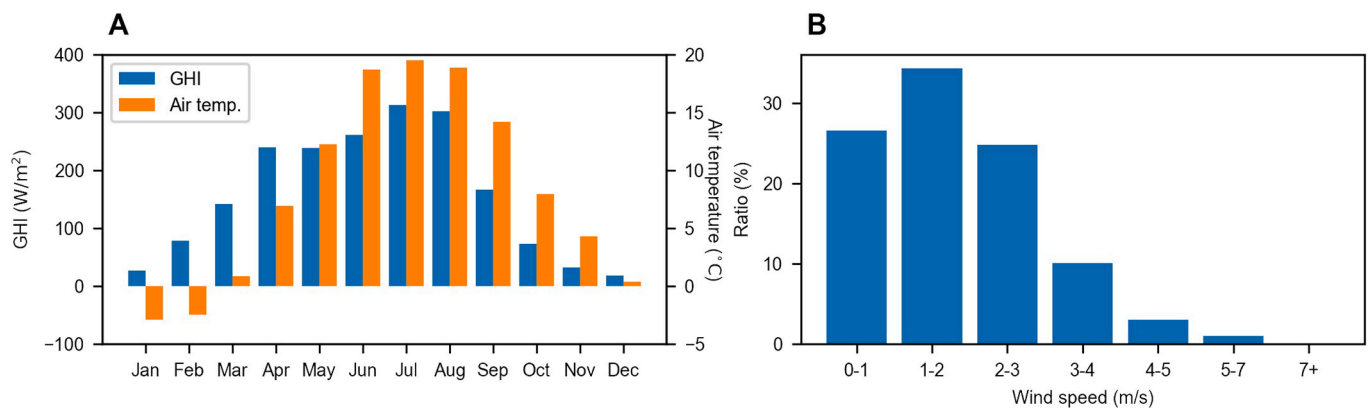 A
GHI
Air temp.
GHI (W/m²)
400
300
200
100
0
−100
20
15
10
5
0
−5
Air temperature (°C)
Jan Feb Mar Apr May Jun Jul Aug Sep Oct Nov Dec
B
Ratio (%)
30
20
10
0
0-1 1-2 2-3 3-4 4-5 5-7 7+
Wind speed (m/s)